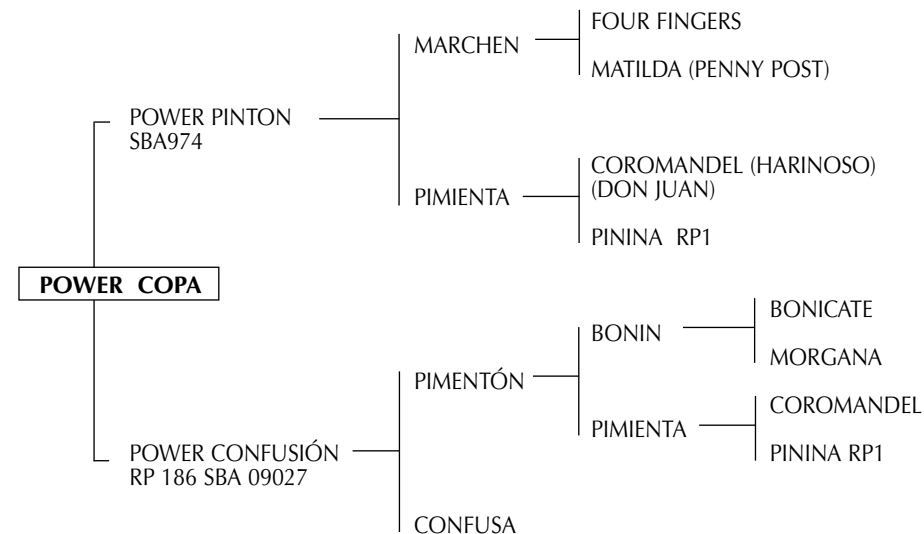 FOUR FINGERS
MARCHEN
MATILDA (PENNY POST)
POWER PINTON
SBA974
COROMANDEL (HARINOSO)
(DON JUAN)
PIMIENTA
PININA RP1
POWER COPA
BONICATE
BONIN
MORGANA
PIMENTÓN
COROMANDEL
PIMIENTA
PININA RP1
POWER CONFUSIÓN
RP 186 SBA 09027
CONFUSA